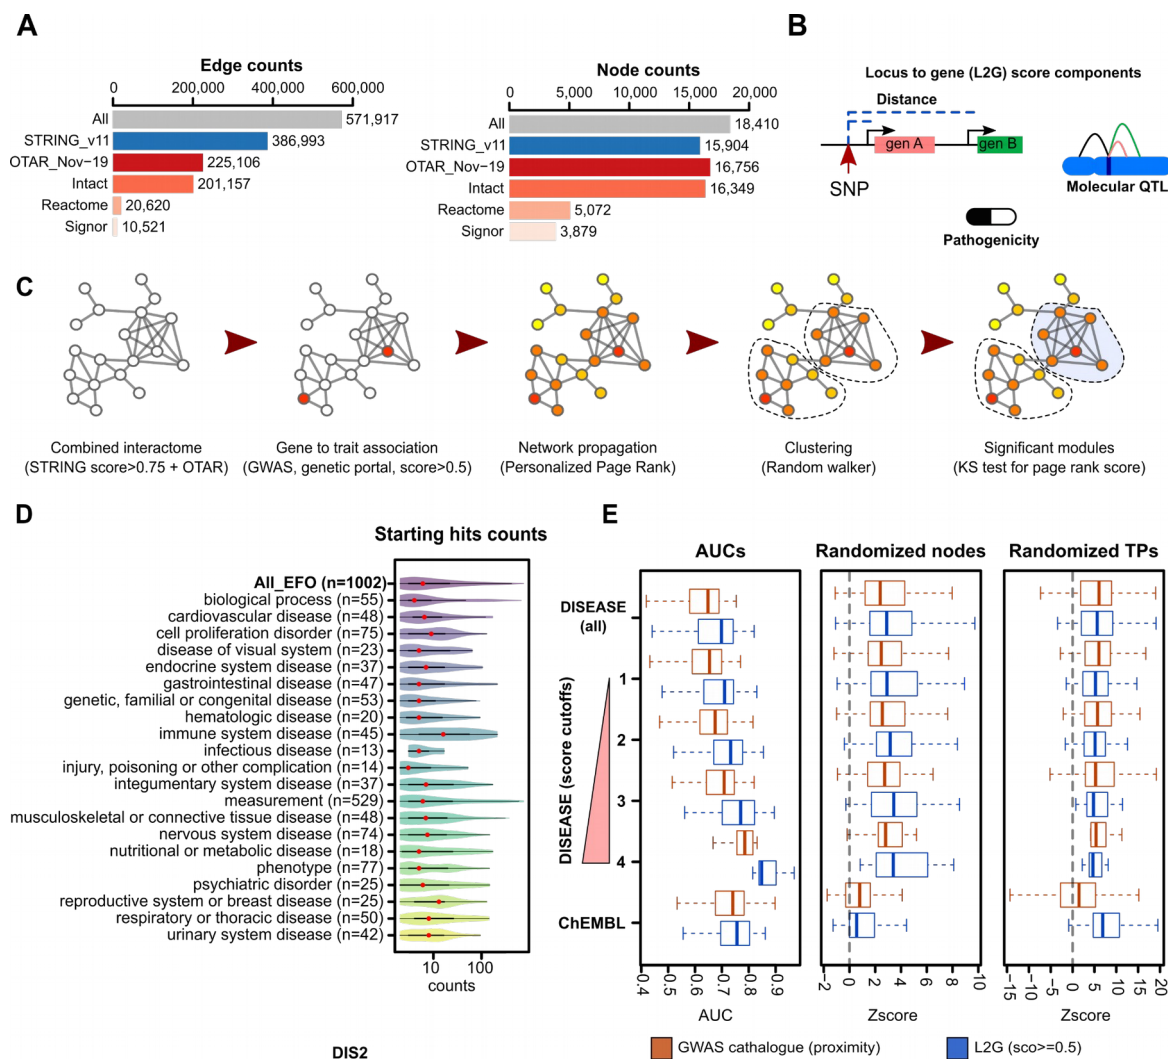 A
Edge counts
0
200,000
400,000
600,000
All
571,917
STRING_v11
386,993
OTAR_Nov−19
225,106
Intact
201,157
Reactome
20,620
Signor
10,521
Node counts
0
5,000
10,000
15,000
20,000
All
18,410
STRING_v11
15,904
OTAR_Nov−19
16,756
Intact
16,349
Reactome
5,072
Signor
3,879
B
Locus to gene (L2G) score components
Distance
gen A
gen B
SNP
Molecular QTL
Pathogenicity
C
Combined interactome
(STRING score>0.75 + OTAR)
Gene to trait association
(GWAS, genetic portal, score>0.5)
Network propagation
(Personalized Page Rank)
Clustering
(Random walker)
Significant modules
(KS test for page rank score)
D
Starting hits counts
All_EFO (n=1002)
biological process (n=55)
cardiovascular disease (n=48)
cell proliferation disorder (n=75)
disease of visual system (n=23)
endocrine system disease (n=37)
gastrointestinal disease (n=47)
genetic, familial or congenital disease (n=53)
hematologic disease (n=20)
immune system disease (n=45)
infectious disease (n=13)
injury, poisoning or other complication (n=14)
integumentary system disease (n=37)
measurement (n=529)
musculoskeletal or connective tissue disease (n=48)
nervous system disease (n=74)
nutritional or metabolic disease (n=18)
phenotype (n=77)
psychiatric disorder (n=25)
reproductive system or breast disease (n=25)
respiratory or thoracic disease (n=50)
urinary system disease (n=42)
10
100
counts
E
AUCs
Randomized nodes
Randomized TPs
DISEASE
(all)
DISEASE (score cutoffs)
1
2
3
4
ChEMBL
0.4
0.5
0.6
0.7
0.8
0.9
AUC
−2
0
2
4
6
8
10
Zscore
−15
−10
−5
0
5
10
15
20
Zscore
GWAS cathalogue (proximity)
L2G (sco>=0.5)
DIS2